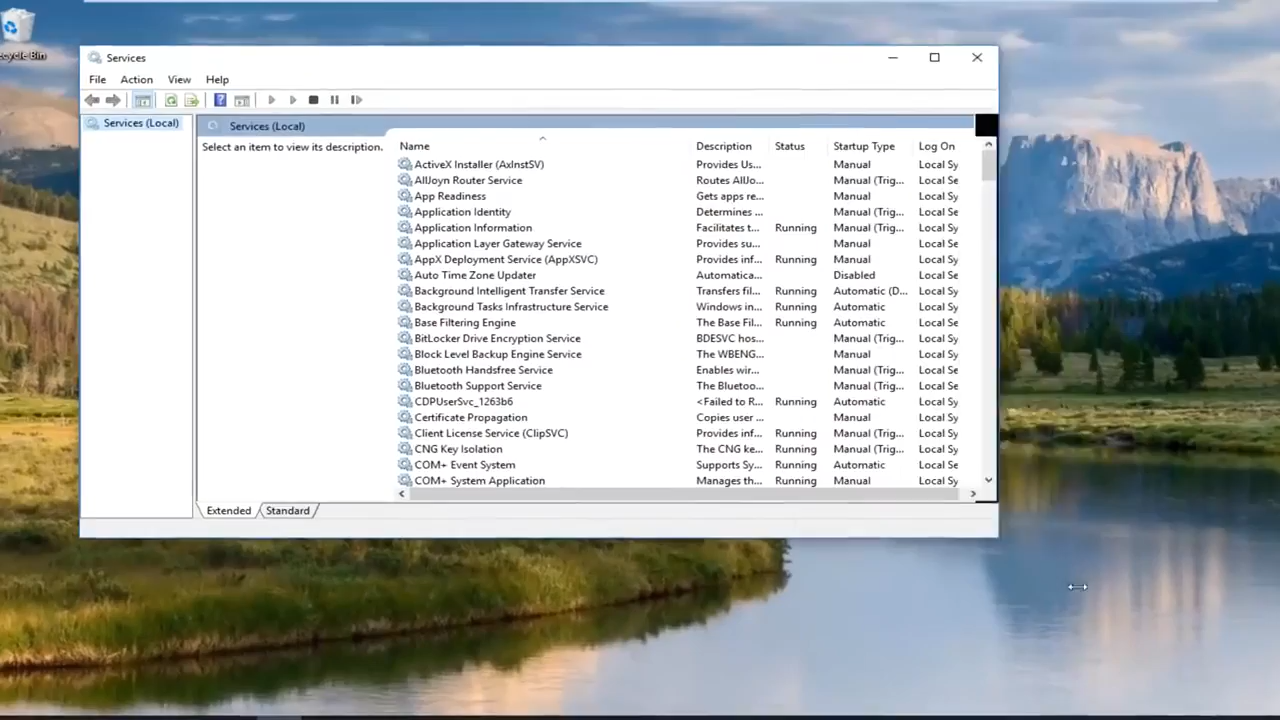 ecycle Bin
Services
File Action View Help
Services (Local)
Services (Local)
Select an item to view its description.
Name Description Status Startup Type Log On
ActiveX Installer (AxInstSV) Provides Us... Manual Local Sy
AllJoyn Router Service Routes AllJo... Manual (Trig... Local Se
App Readiness Gets apps re... Manual Local Sy
Application Identity Determines ... Manual (Trig... Local Se
Application Information Facilitates t... Running Manual (Trig... Local Sy
Application Layer Gateway Service Provides su... Manual Local Se
AppX Deployment Service (AppXSVC) Provides inf... Running Manual Local Sy
Auto Time Zone Updater Automatica... Disabled Local Se
Background Intelligent Transfer Service Transfers fil... Running Automatic (D... Local Sy
Background Tasks Infrastructure Service Windows in... Running Automatic Local Sy
Base Filtering Engine The Base Fil... Running Automatic Local Se
BitLocker Drive Encryption Service BDESVC hos... Manual (Trig... Local Sy
Block Level Backup Engine Service The WBENG... Manual Local Sy
Bluetooth Handsfree Service Enables wir... Manual (Trig... Local Se
Bluetooth Support Service The Bluetoo... Manual (Trig... Local Se
CDPUserSvc_1263b6 <Failed to R... Running Automatic Local Sy
Certificate Propagation Copies user ... Manual Local Sy
Client License Service (ClipSVC) Provides inf... Running Manual (Trig... Local Sy
CNG Key Isolation The CNG ke... Running Manual (Trig... Local Sy
COM+ Event System Supports Sy... Running Automatic Local Se
COM+ System Application Manages th... Running Manual Local Sy
Extended Standard